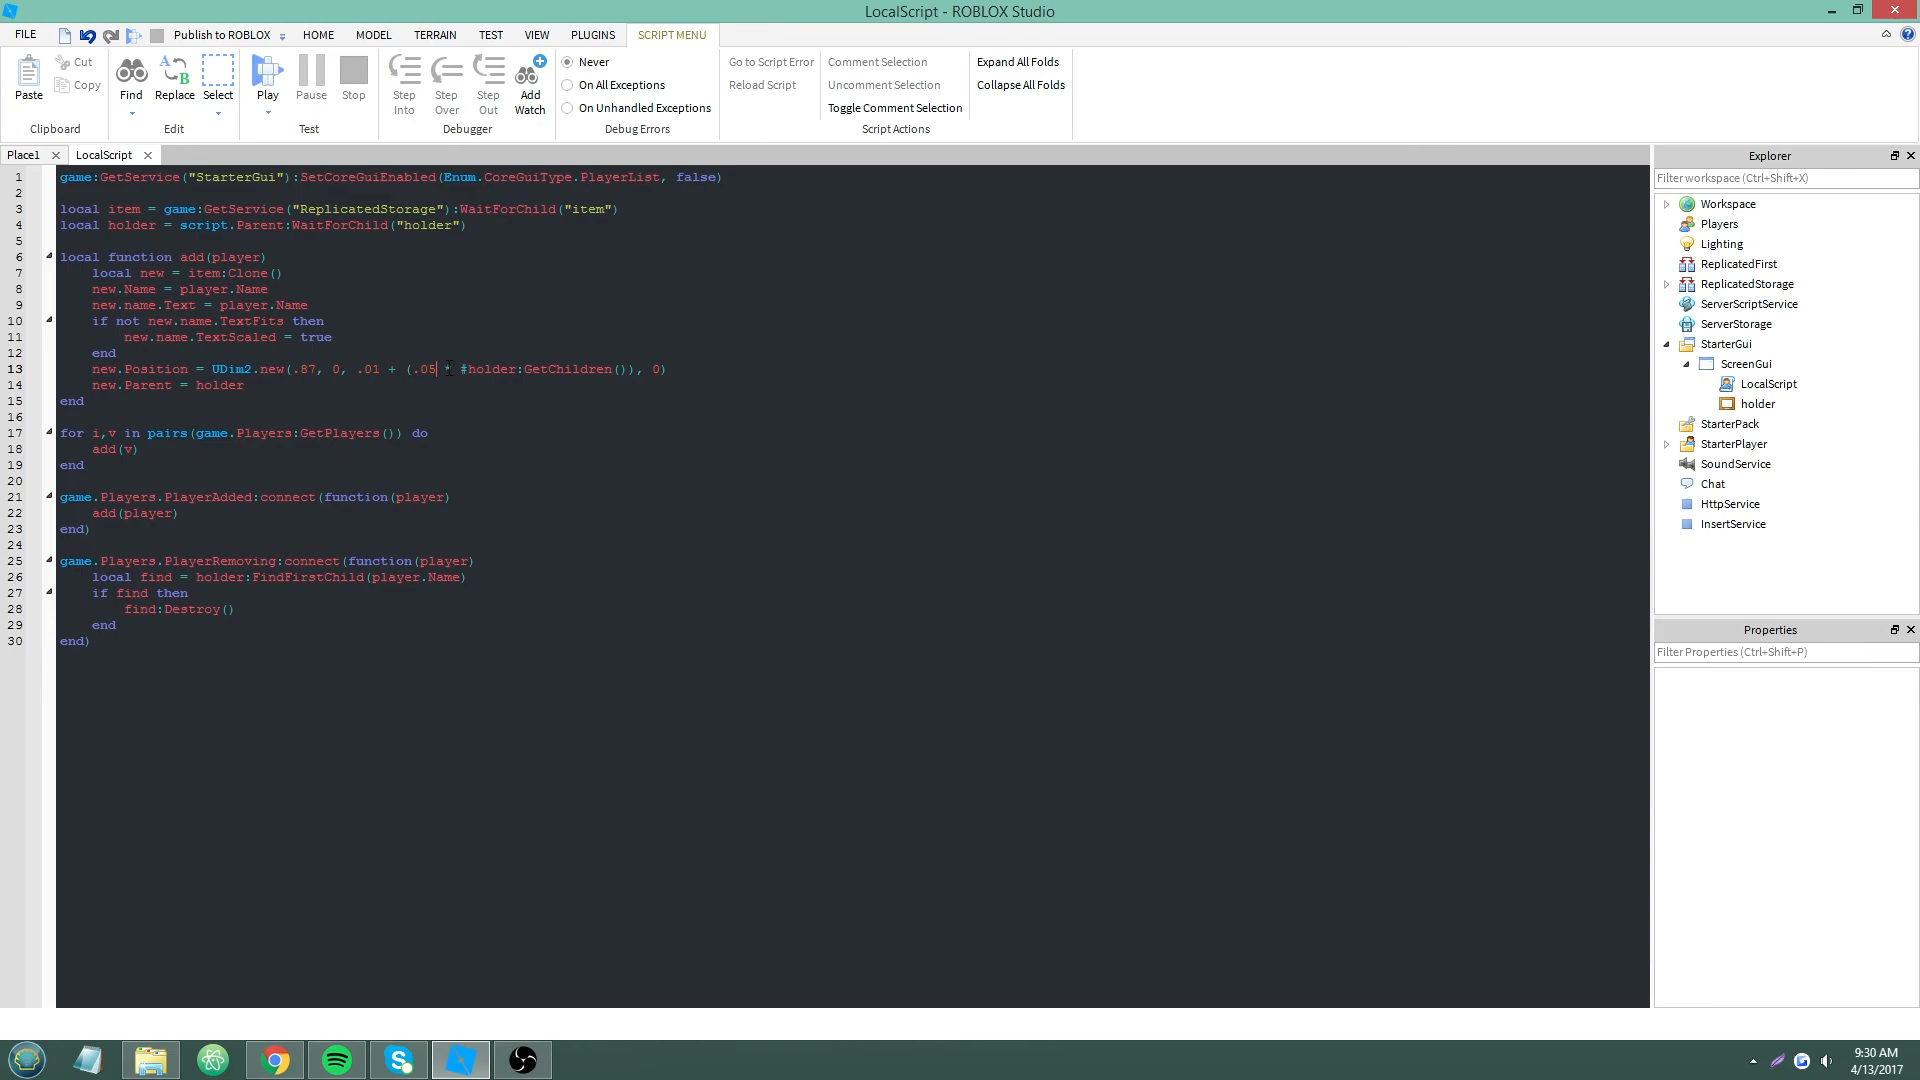 LocalScript - ROBLOX Studio
FILE
Publish to ROBLOX
HOME
MODEL
TERRAIN
TEST
VIEW
PLUGINS
SCRIPT MENU
Paste
Cut
Copy
Clipboard
Find
Replace
Select
Edit
Play
Pause
Stop
Test
Step Into
Step Over
Step Out
Add Watch
Debugger
Never
On All Exceptions
On Unhandled Exceptions
Debug Errors
Go to Script Error
Reload Script
Comment Selection
Uncomment Selection
Toggle Comment Selection
Script Actions
Expand All Folds
Collapse All Folds
Place1
LocalScript
1 game:GetService("StarterGui"):SetCoreGuiEnabled(Enum.CoreGuiType.PlayerList, false)
2
3 local item = game:GetService("ReplicatedStorage"):WaitForChild("item")
4 local holder = script.Parent:WaitForChild("holder")
5
6 local function add(player)
7 local new = item:Clone()
8 new.Name = player.Name
9 new.name.Text = player.Name
10 if not new.name.TextFits then
11 new.name.TextScaled = true
12 end
13 new.Position = UDim2.new(.87, 0, .01 + (.05 * #holder:GetChildren()), 0)
14 new.Parent = holder
15 end
16
17 for i,v in pairs(game.Players:GetPlayers()) do
18 add(v)
19 end
20
21 game.Players.PlayerAdded:connect(function(player)
22 add(player)
23 end)
24
25 game.Players.PlayerRemoving:connect(function(player)
26 local find = holder:FindFirstChild(player.Name)
27 if find then
28 find:Destroy()
29 end
30 end)
Explorer
Filter workspace (Ctrl+Shift+X)
Workspace
Players
Lighting
ReplicatedFirst
ReplicatedStorage
ServerScriptService
ServerStorage
StarterGui
ScreenGui
LocalScript
holder
StarterPack
StarterPlayer
SoundService
Chat
HttpService
InsertService
Properties
Filter Properties (Ctrl+Shift+P)
9:30 AM
4/13/2017